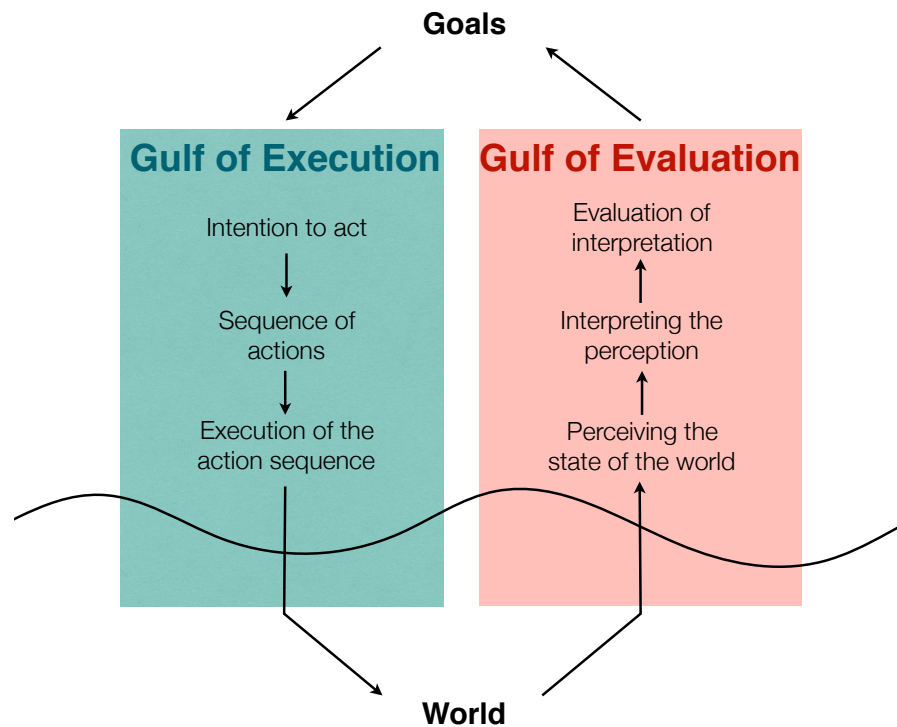 Goals
Gulf of Execution
Intention to act
Sequence of
actions
Execution of the
action sequence
Gulf of Evaluation
Evaluation of
interpretation
Interpreting the
perception
Perceiving the
state of the world
World